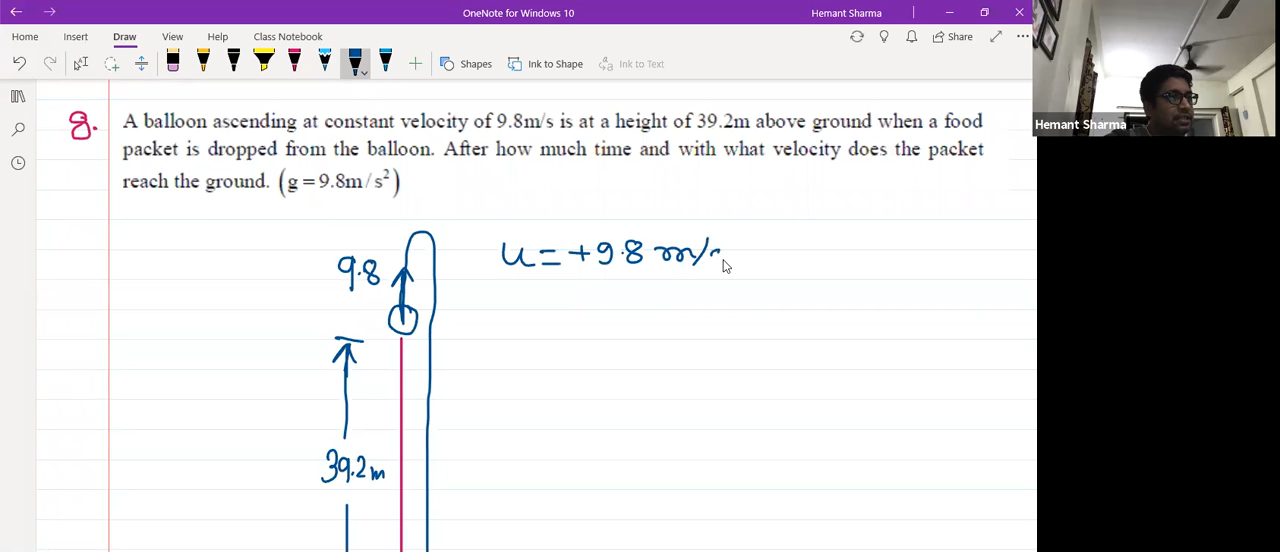 OneNote for Windows 10
Hemant Sharma
Home Insert Draw View Help Class Notebook
Share
Shapes Ink to Shape Ink to Text
8. A balloon ascending at constant velocity of 9.8m/s is at a height of 39.2m above ground when a food
packet is dropped from the balloon. After how much time and with what velocity does the packet
reach the ground. (g = 9.8m/s²)
Hemant Sharma
u = +9.8 m/
9.8
39.2m